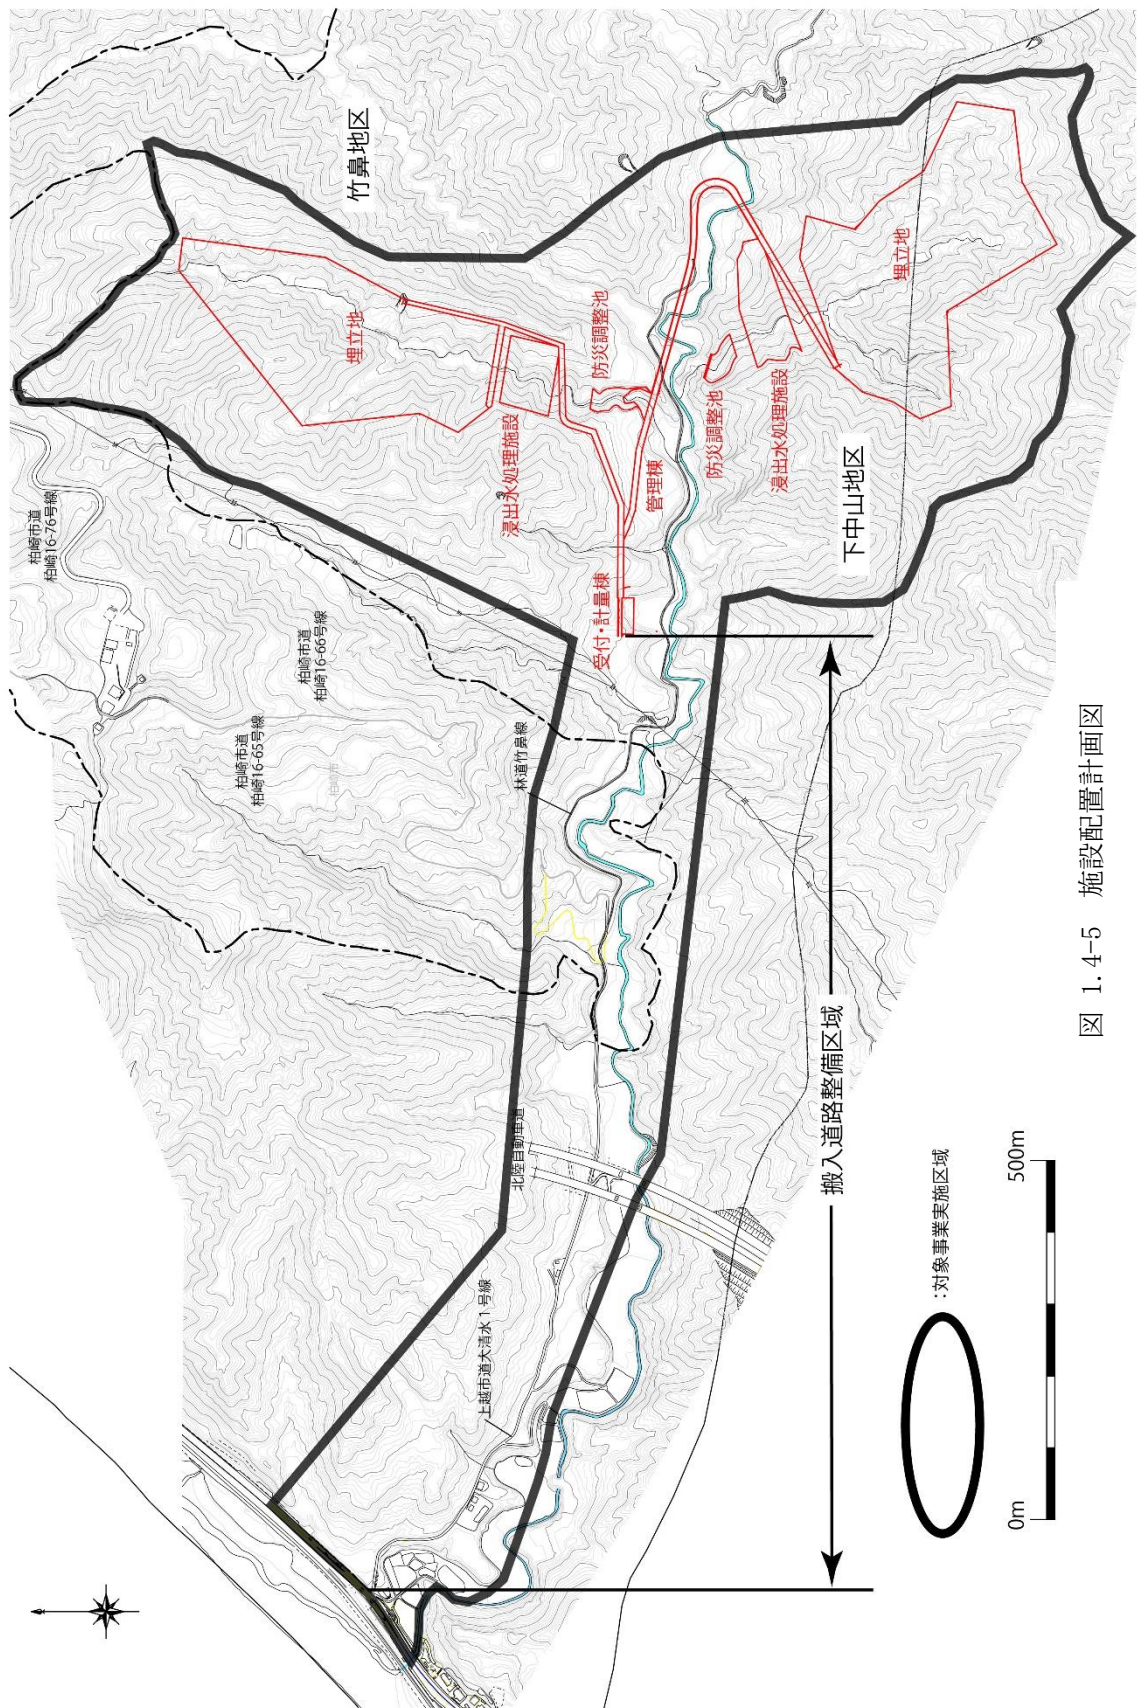 竹鼻地区
埋立地
防災調整池
浸出水処理施設
管理棟
受付・計量棟
防災調整池
浸出水処理施設
埋立地
下中山地区
柏崎市道
柏崎16-76号線
柏崎市道
柏崎16-66号線
柏崎市道
柏崎16-65号線
林道竹鼻線
北陸自動車道
上越市道大清水1号線
搬入道路整備区域
:対象事業実施区域
0m
500m
図 1.4-5 施設配置計画図